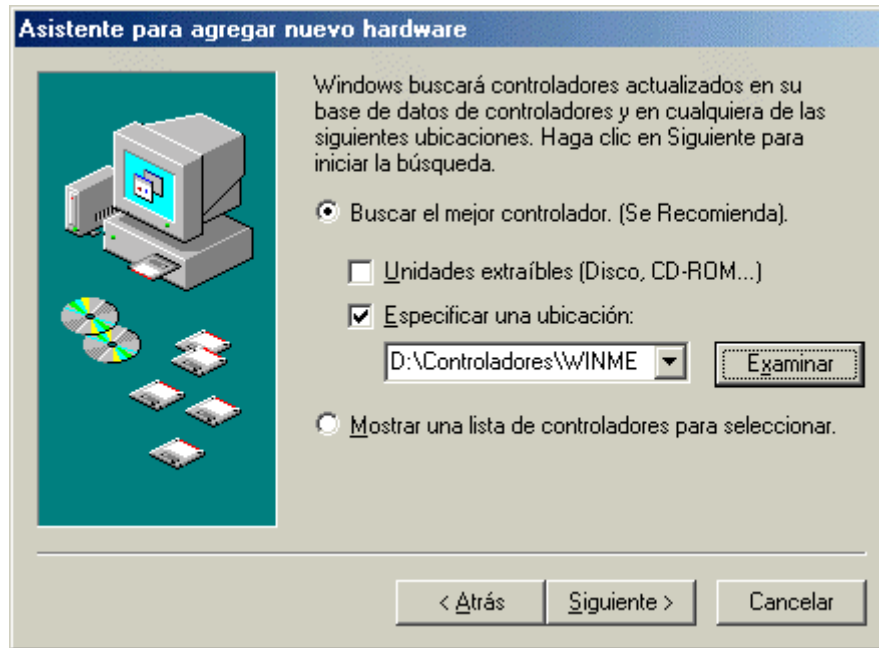 Asistente para agregar nuevo hardware
Windows buscará controladores actualizados en su
base de datos de controladores y en cualquiera de las
siguientes ubicaciones. Haga clic en Siguiente para
iniciar la búsqueda.
Buscar el mejor controlador. (Se Recomienda).
Unidades extraíbles (Disco, CD-ROM...)
Especificar una ubicación:
D:\Controladores\WINME
Examinar
Mostrar una lista de controladores para seleccionar.
< Atrás
Siguiente >
Cancelar